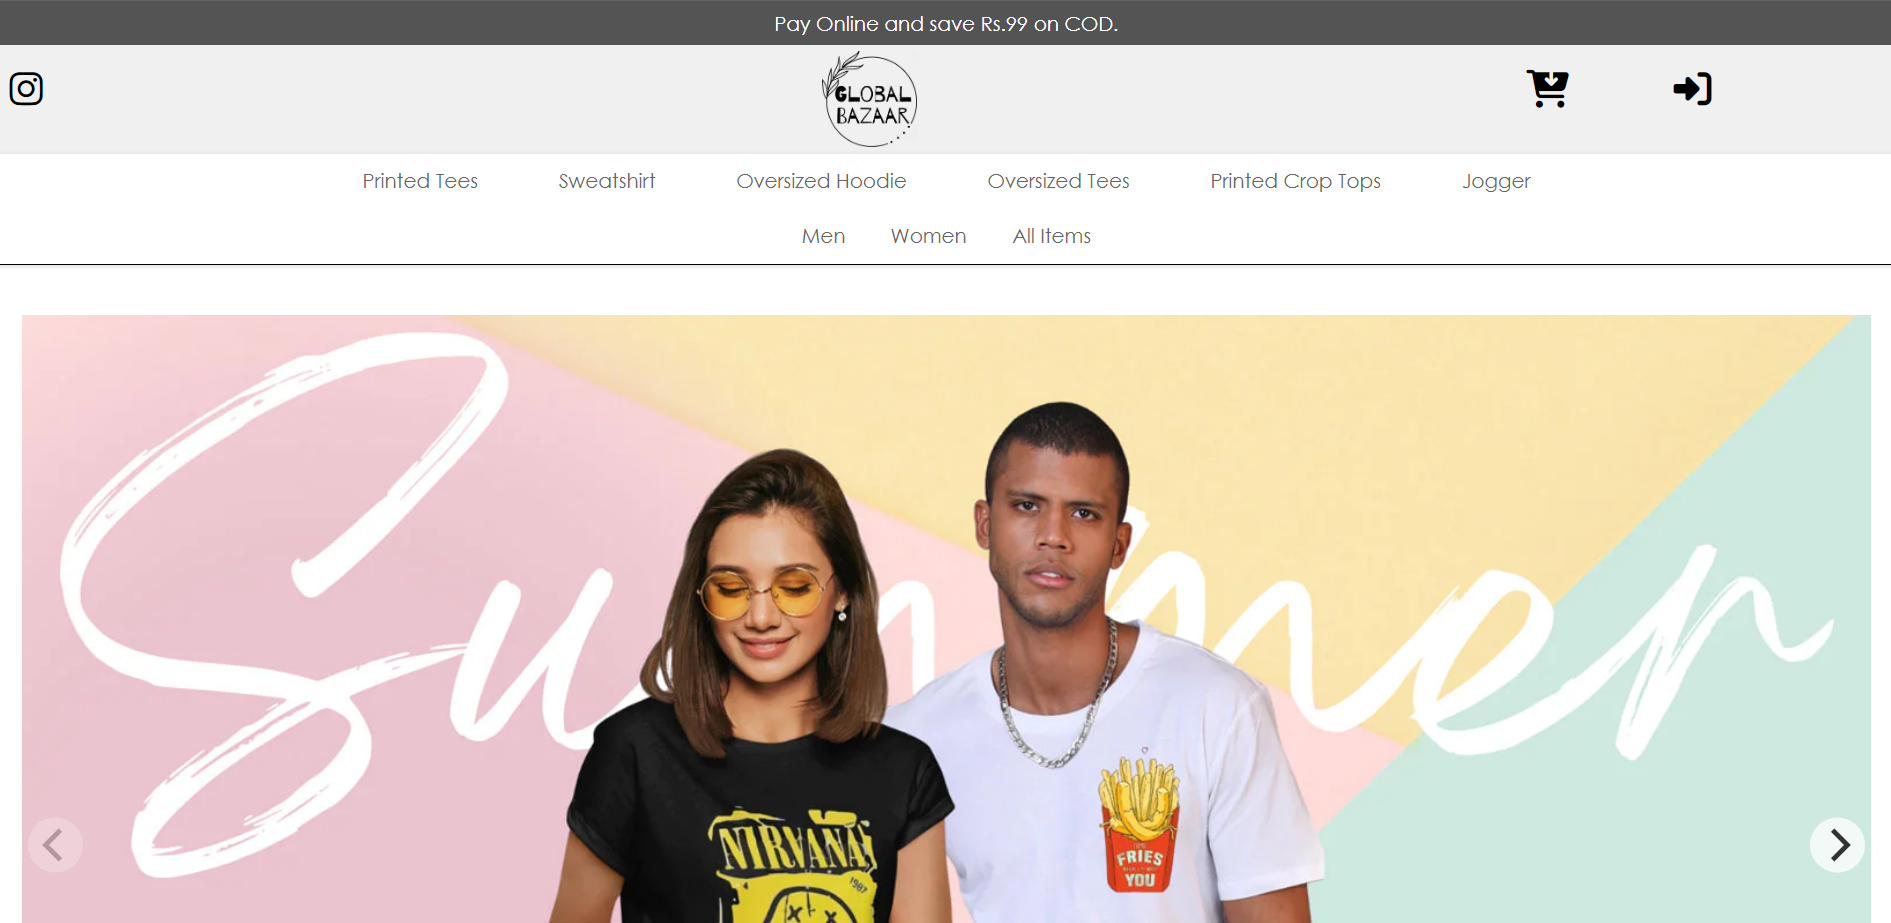 Pay Online and save Rs.99 on COD.
GLOBAL
BAZAAR
Printed Tees Sweatshirt Oversized Hoodie Oversized Tees Printed Crop Tops Jogger
Men Women All Items
Summer
NIRVANA
1987
FRIES
YOU